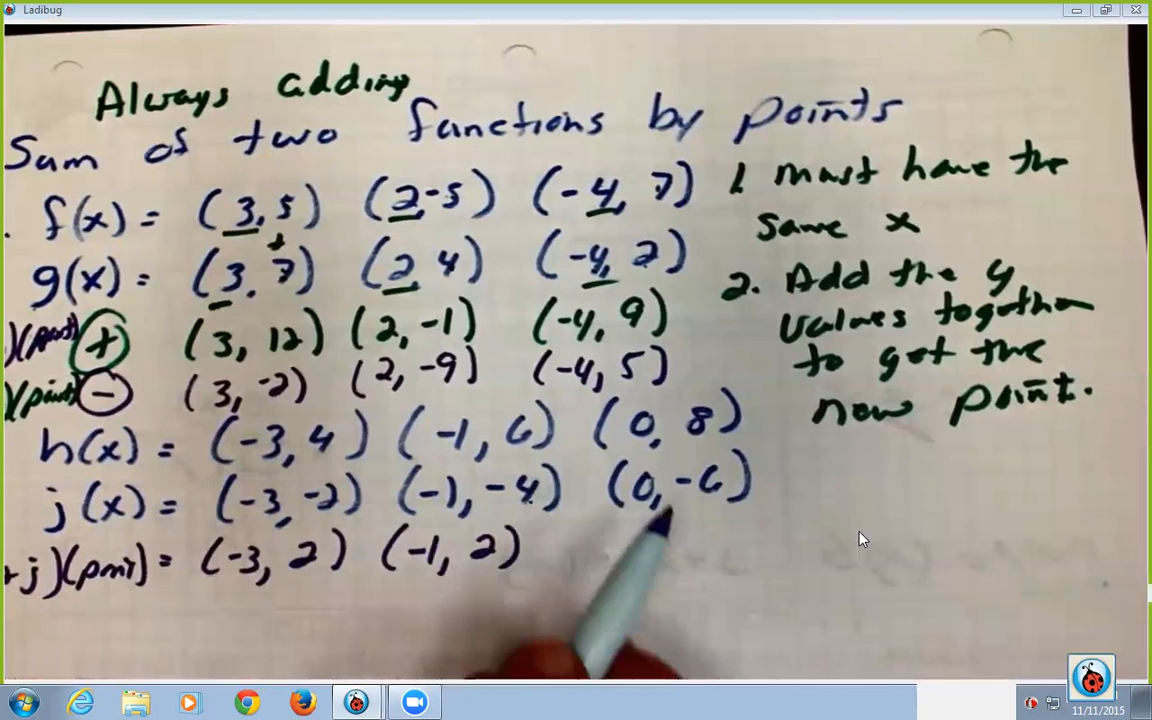 Ladibug
Always adding
Sum of two functions by points
. f(x) = (3,5) (2,-5) (-4,7)
+
g(x) = (3,7) (2,4) (-4,2)
)(point) + (3,12) (2,-1) (-4,9)
)(point) - (3,-2) (2,-9) (-4,5)
h(x) = (-3,4) (-1,6) (0,8)
j(x) = (-3,-2) (-1,-4) (0,-6)
+j)(point) = (-3,2) (-1,2)
1. must have the
same x
2. Add the y
values together
to get the
new point.
11/11/2015